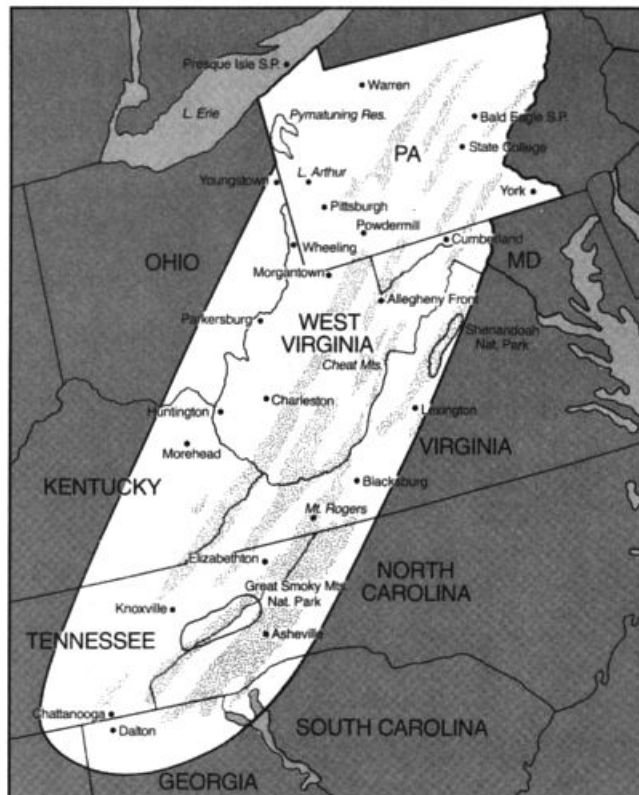 Presque Isle S.P.
Warren
L. Erie
Pymatuning Res.
Bald Eagle S.P.
PA
State College
L. Arthur
Youngstown
York
Pittsburgh
Powdermill
Cumberland
Wheeling
OHIO
MD
Morgantown
Allegheny Front
Parkersburg
WEST
VIRGINIA
Shenandoah
Nat. Park
Cheat Mts.
Charleston
Huntington
Lexington
Morehead
VIRGINIA
KENTUCKY
Blacksburg
Mt. Rogers
Elizabethton
NORTH
CAROLINA
Great Smoky Mts.
Nat. Park
Knoxville
TENNESSEE
Asheville
Chattanooga
Dalton
SOUTH CAROLINA
GEORGIA